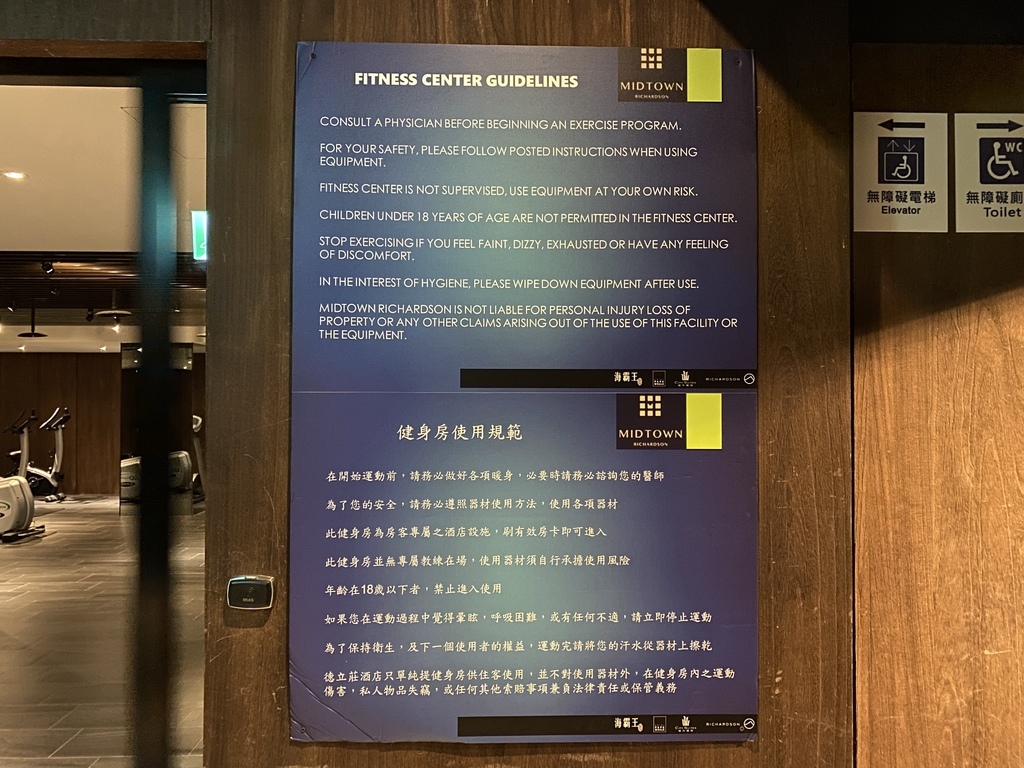 FITNESS CENTER GUIDELINES
MIDTOWN
RICHARDSON
CONSULT A PHYSICIAN BEFORE BEGINNING AN EXERCISE PROGRAM.
FOR YOUR SAFETY, PLEASE FOLLOW POSTED INSTRUCTIONS WHEN USING
EQUIPMENT.
FITNESS CENTER IS NOT SUPERVISED, USE EQUIPMENT AT YOUR OWN RISK.
CHILDREN UNDER 18 YEARS OF AGE ARE NOT PERMITTED IN THE FITNESS CENTER.
STOP EXERCISING IF YOU FEEL FAINT, DIZZY, EXHAUSTED OR HAVE ANY FEELING
OF DISCOMFORT.
IN THE INTEREST OF HYGIENE, PLEASE WIPE DOWN EQUIPMENT AFTER USE.
MIDTOWN RICHARDSON IS NOT LIABLE FOR PERSONAL INJURY LOSS OF
PROPERTY OR ANY OTHER CLAIMS ARISING OUT OF THE USE OF THIS FACILITY OR
THE EQUIPMENT.
海霸王
RICHARDSON
健身房使用規範
MIDTOWN
RICHARDSON
在開始運動前，請務必做好各項暖身，必要時請務必諮詢您的醫師
為了您的安全，請務必遵照器材使用方法，使用各項器材
此健身房為房客專屬之酒店設施，刷有效房卡即可進入
此健身房並無專屬教練在場，使用器材須自行承擔使用風險
年齡在18歲以下者，禁止進入使用
如果您在運動過程中覺得暈眩，呼吸困難，或有任何不適，請立即停止運動
為了保持衛生，及下一個使用者的權益，運動完請將您的汗水從器材上擦乾
德立莊酒店只單純提健身房供住客使用，並不對使用器材外，在健身房內之運動
傷害，私人物品失竊，或任何其他索賠事項兼負法律責任或保管義務
海霸王
RICHARDSON
無障礙電梯
Elevator
WC
無障礙廁
Toilet